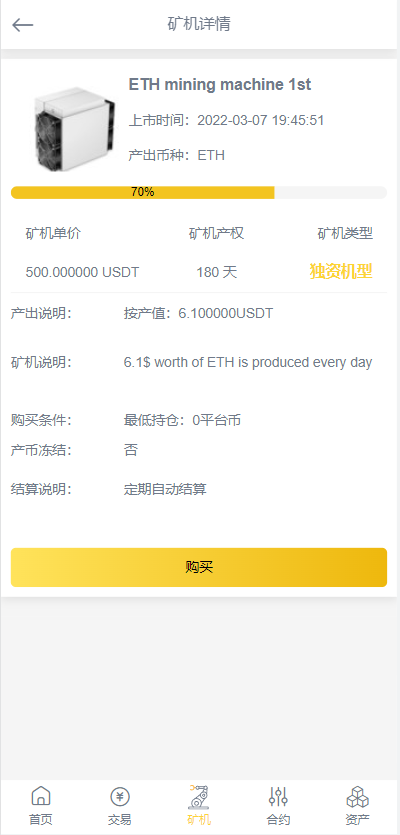 矿机详情
ETH mining machine 1st
上市时间：2022-03-07 19:45:51
产出币种：ETH
70%
矿机单价 矿机产权 矿机类型
500.000000 USDT 180 天 独资机型
产出说明： 按产值：6.100000USDT
矿机说明： 6.1$ worth of ETH is produced every day
购买条件： 最低持仓：0平台币
产币冻结： 否
结算说明： 定期自动结算
购买
首页 交易 矿机 合约 资产